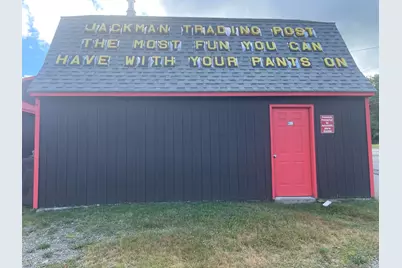 JACKMAN TRADING POST
THE MOST FUN YOU CAN
HAVE WITH YOUR PANTS ON